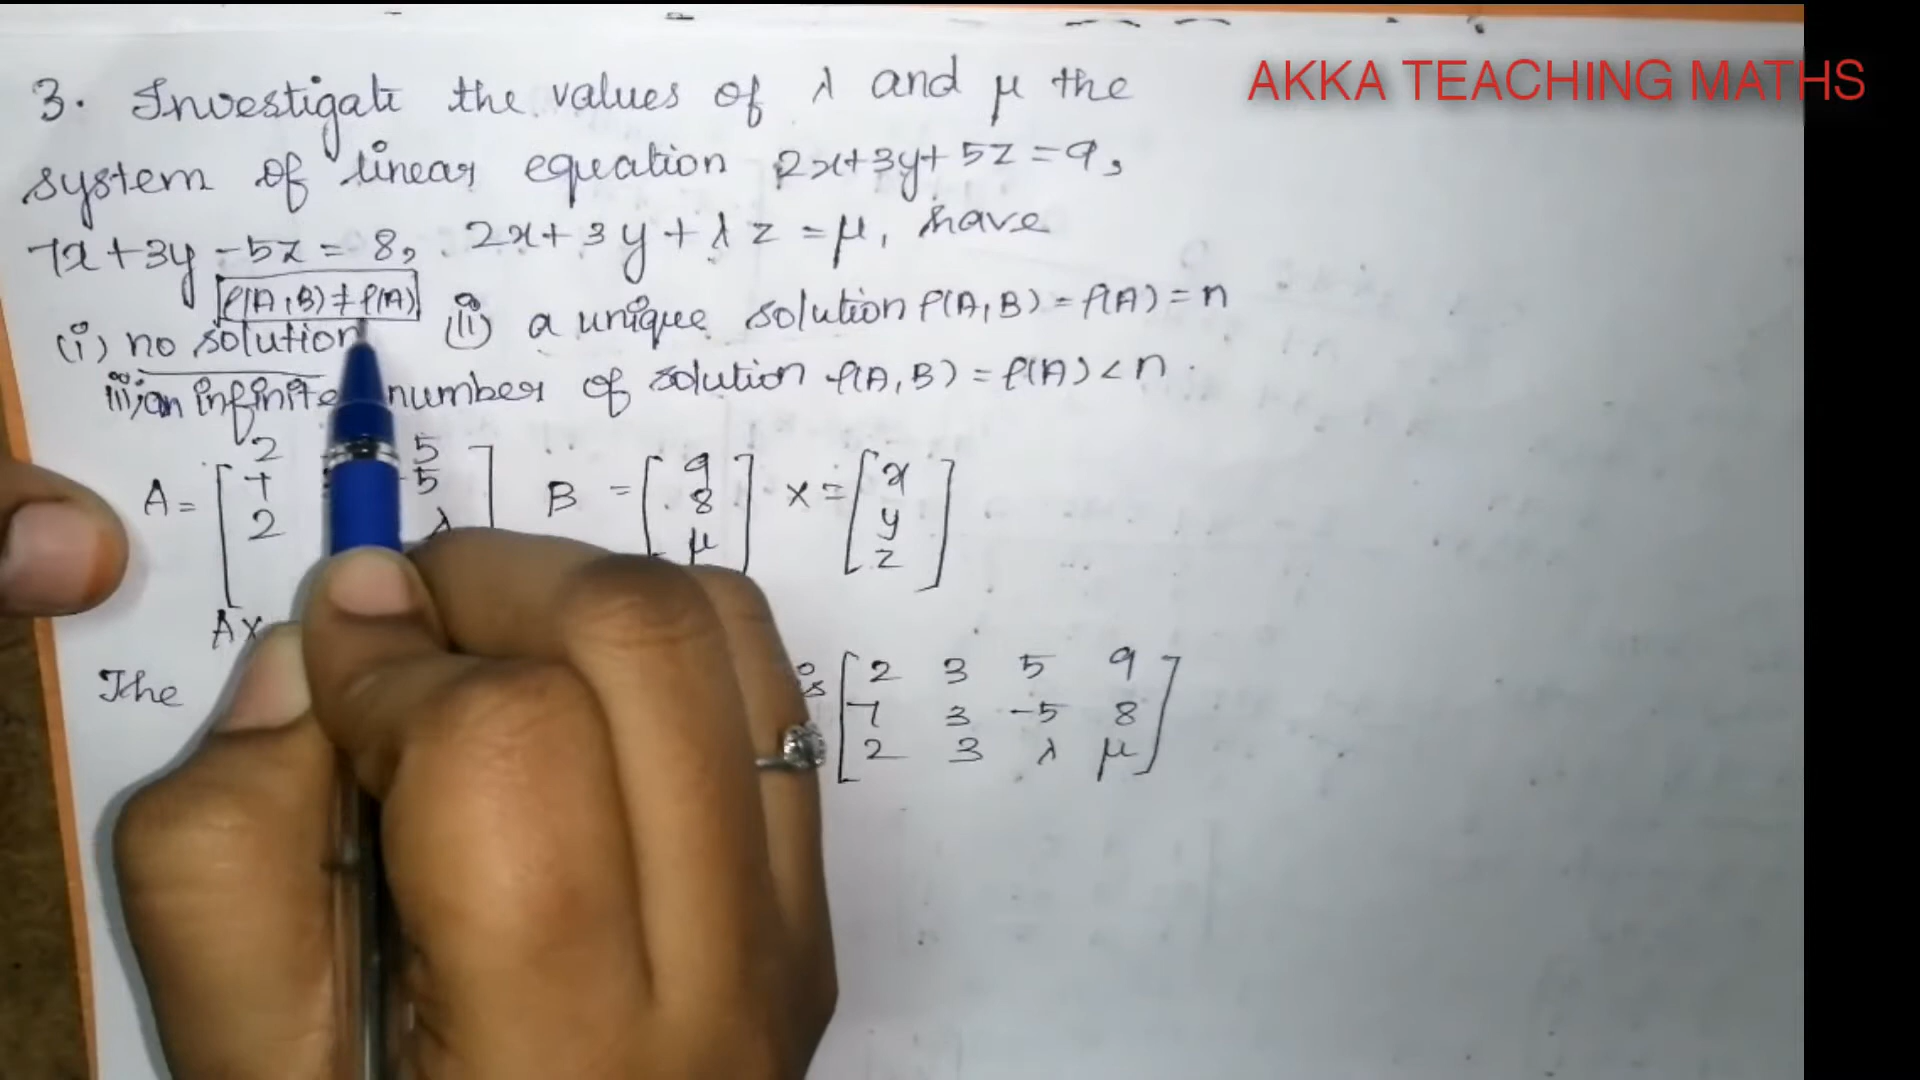 AKKA TEACHING MATHS
3. Investigate the values of λ and μ the
system of linear equation 2x+3y+5z=9,
7x+3y-5z=8, 2x+3y+λz=μ, have
ρ(A,B)≠ρ(A)
(i) no solution (ii) a unique solution ρ(A,B)=ρ(A)=n
iii, an infinite number of solution ρ(A,B)=ρ(A)<n.
A = [ 2 5 B = [ 9 ] X = [ x
7 5 8 y
2 λ ] μ z ]
AX
The is [ 2 3 5 9
7 3 -5 8
2 3 λ μ ]